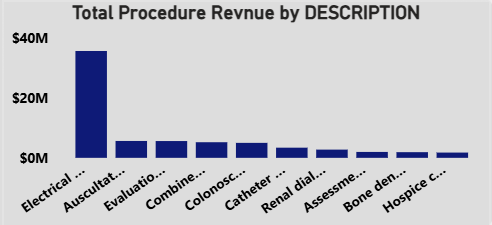 Total Procedure Revnue by DESCRIPTION
$40M
$20M
$0M
Electrical ...
Auscultat...
Evaluatio...
Combine...
Colonosc...
Catheter ...
Renal dial...
Assessme...
Bone den...
Hospice c...